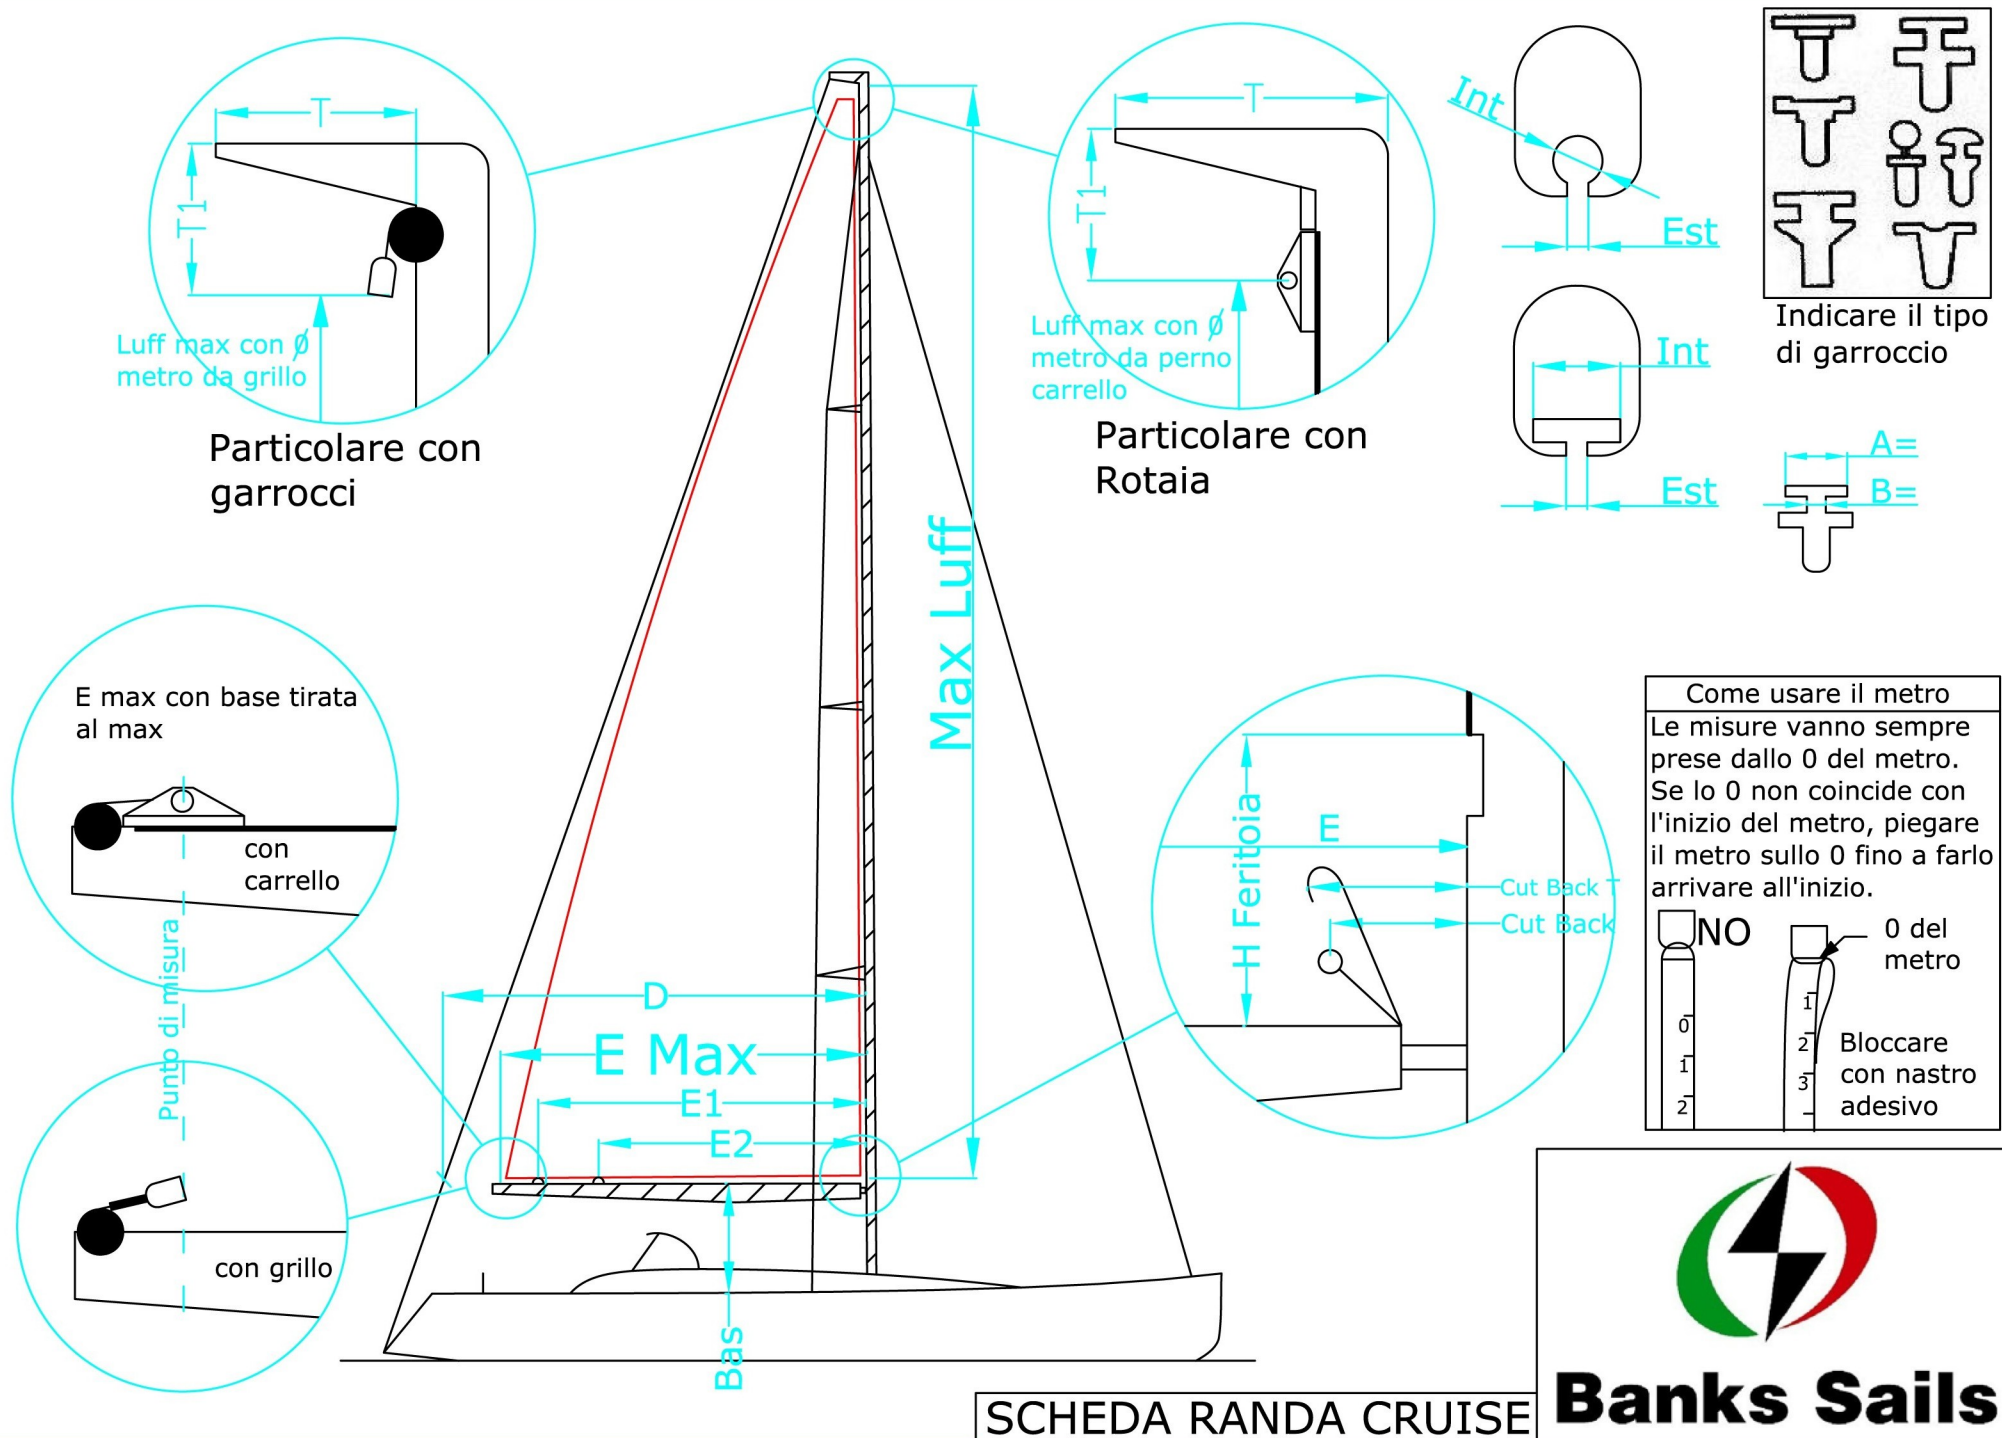 T
T1
Luff max con Ø
metro da grillo
Particolare con
garrocci
T
T1
Luff max con Ø
metro da perno
carrello
Particolare con
Rotaia
Int
Est
Int
Est
Indicare il tipo
di garroccio
A=
B=
Max Luff
E max con base tirata
al max
con
carrello
Punto di misura
con grillo
D
E Max
E1
E2
Bas
H Feritoia
E
Cut Back T
Cut Back
Come usare il metro
Le misure vanno sempre
prese dallo 0 del metro.
Se lo 0 non coincide con
l'inizio del metro, piegare
il metro sullo 0 fino a farlo
arrivare all'inizio.
NO
0 del
metro
0
1
2
1
2
3
Bloccare
con nastro
adesivo
SCHEDA RANDA CRUISE
Banks Sails